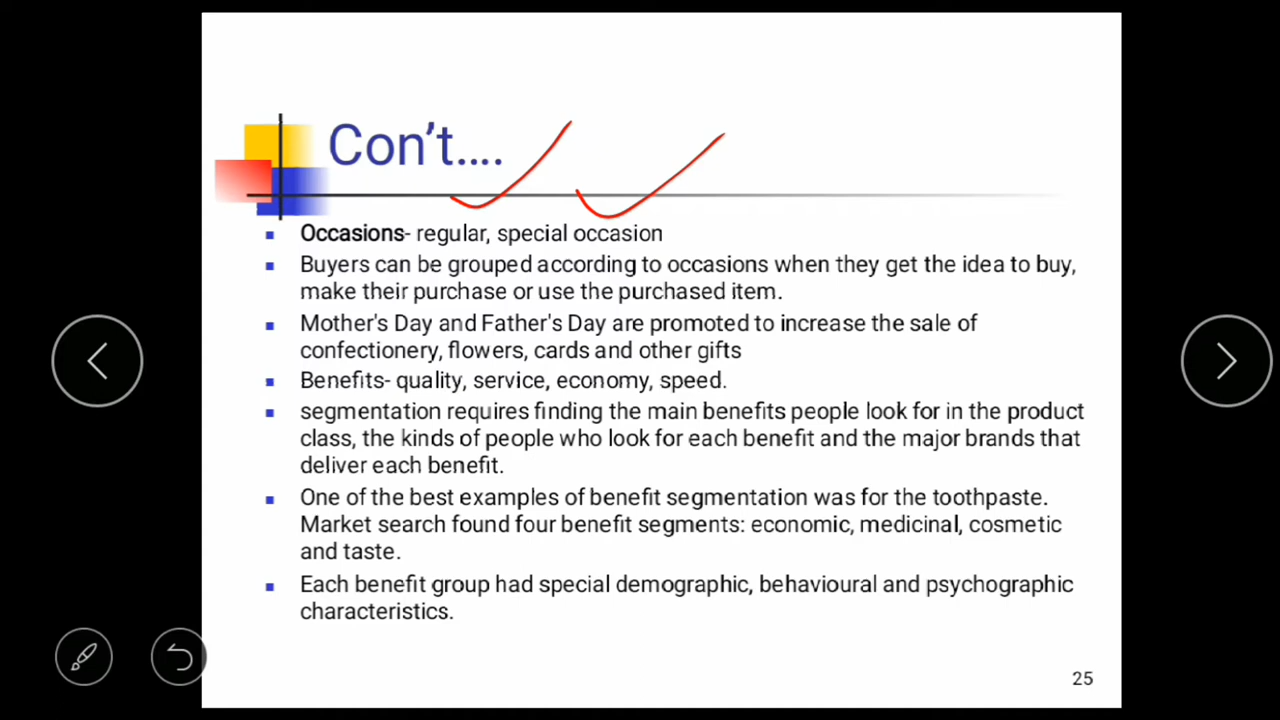 Con't....
Occasions- regular, special occasion
Buyers can be grouped according to occasions when they get the idea to buy,
make their purchase or use the purchased item.
Mother's Day and Father's Day are promoted to increase the sale of
confectionery, flowers, cards and other gifts
Benefits- quality, service, economy, speed.
segmentation requires finding the main benefits people look for in the product
class, the kinds of people who look for each benefit and the major brands that
deliver each benefit.
One of the best examples of benefit segmentation was for the toothpaste.
Market search found four benefit segments: economic, medicinal, cosmetic
and taste.
Each benefit group had special demographic, behavioural and psychographic
characteristics.
25